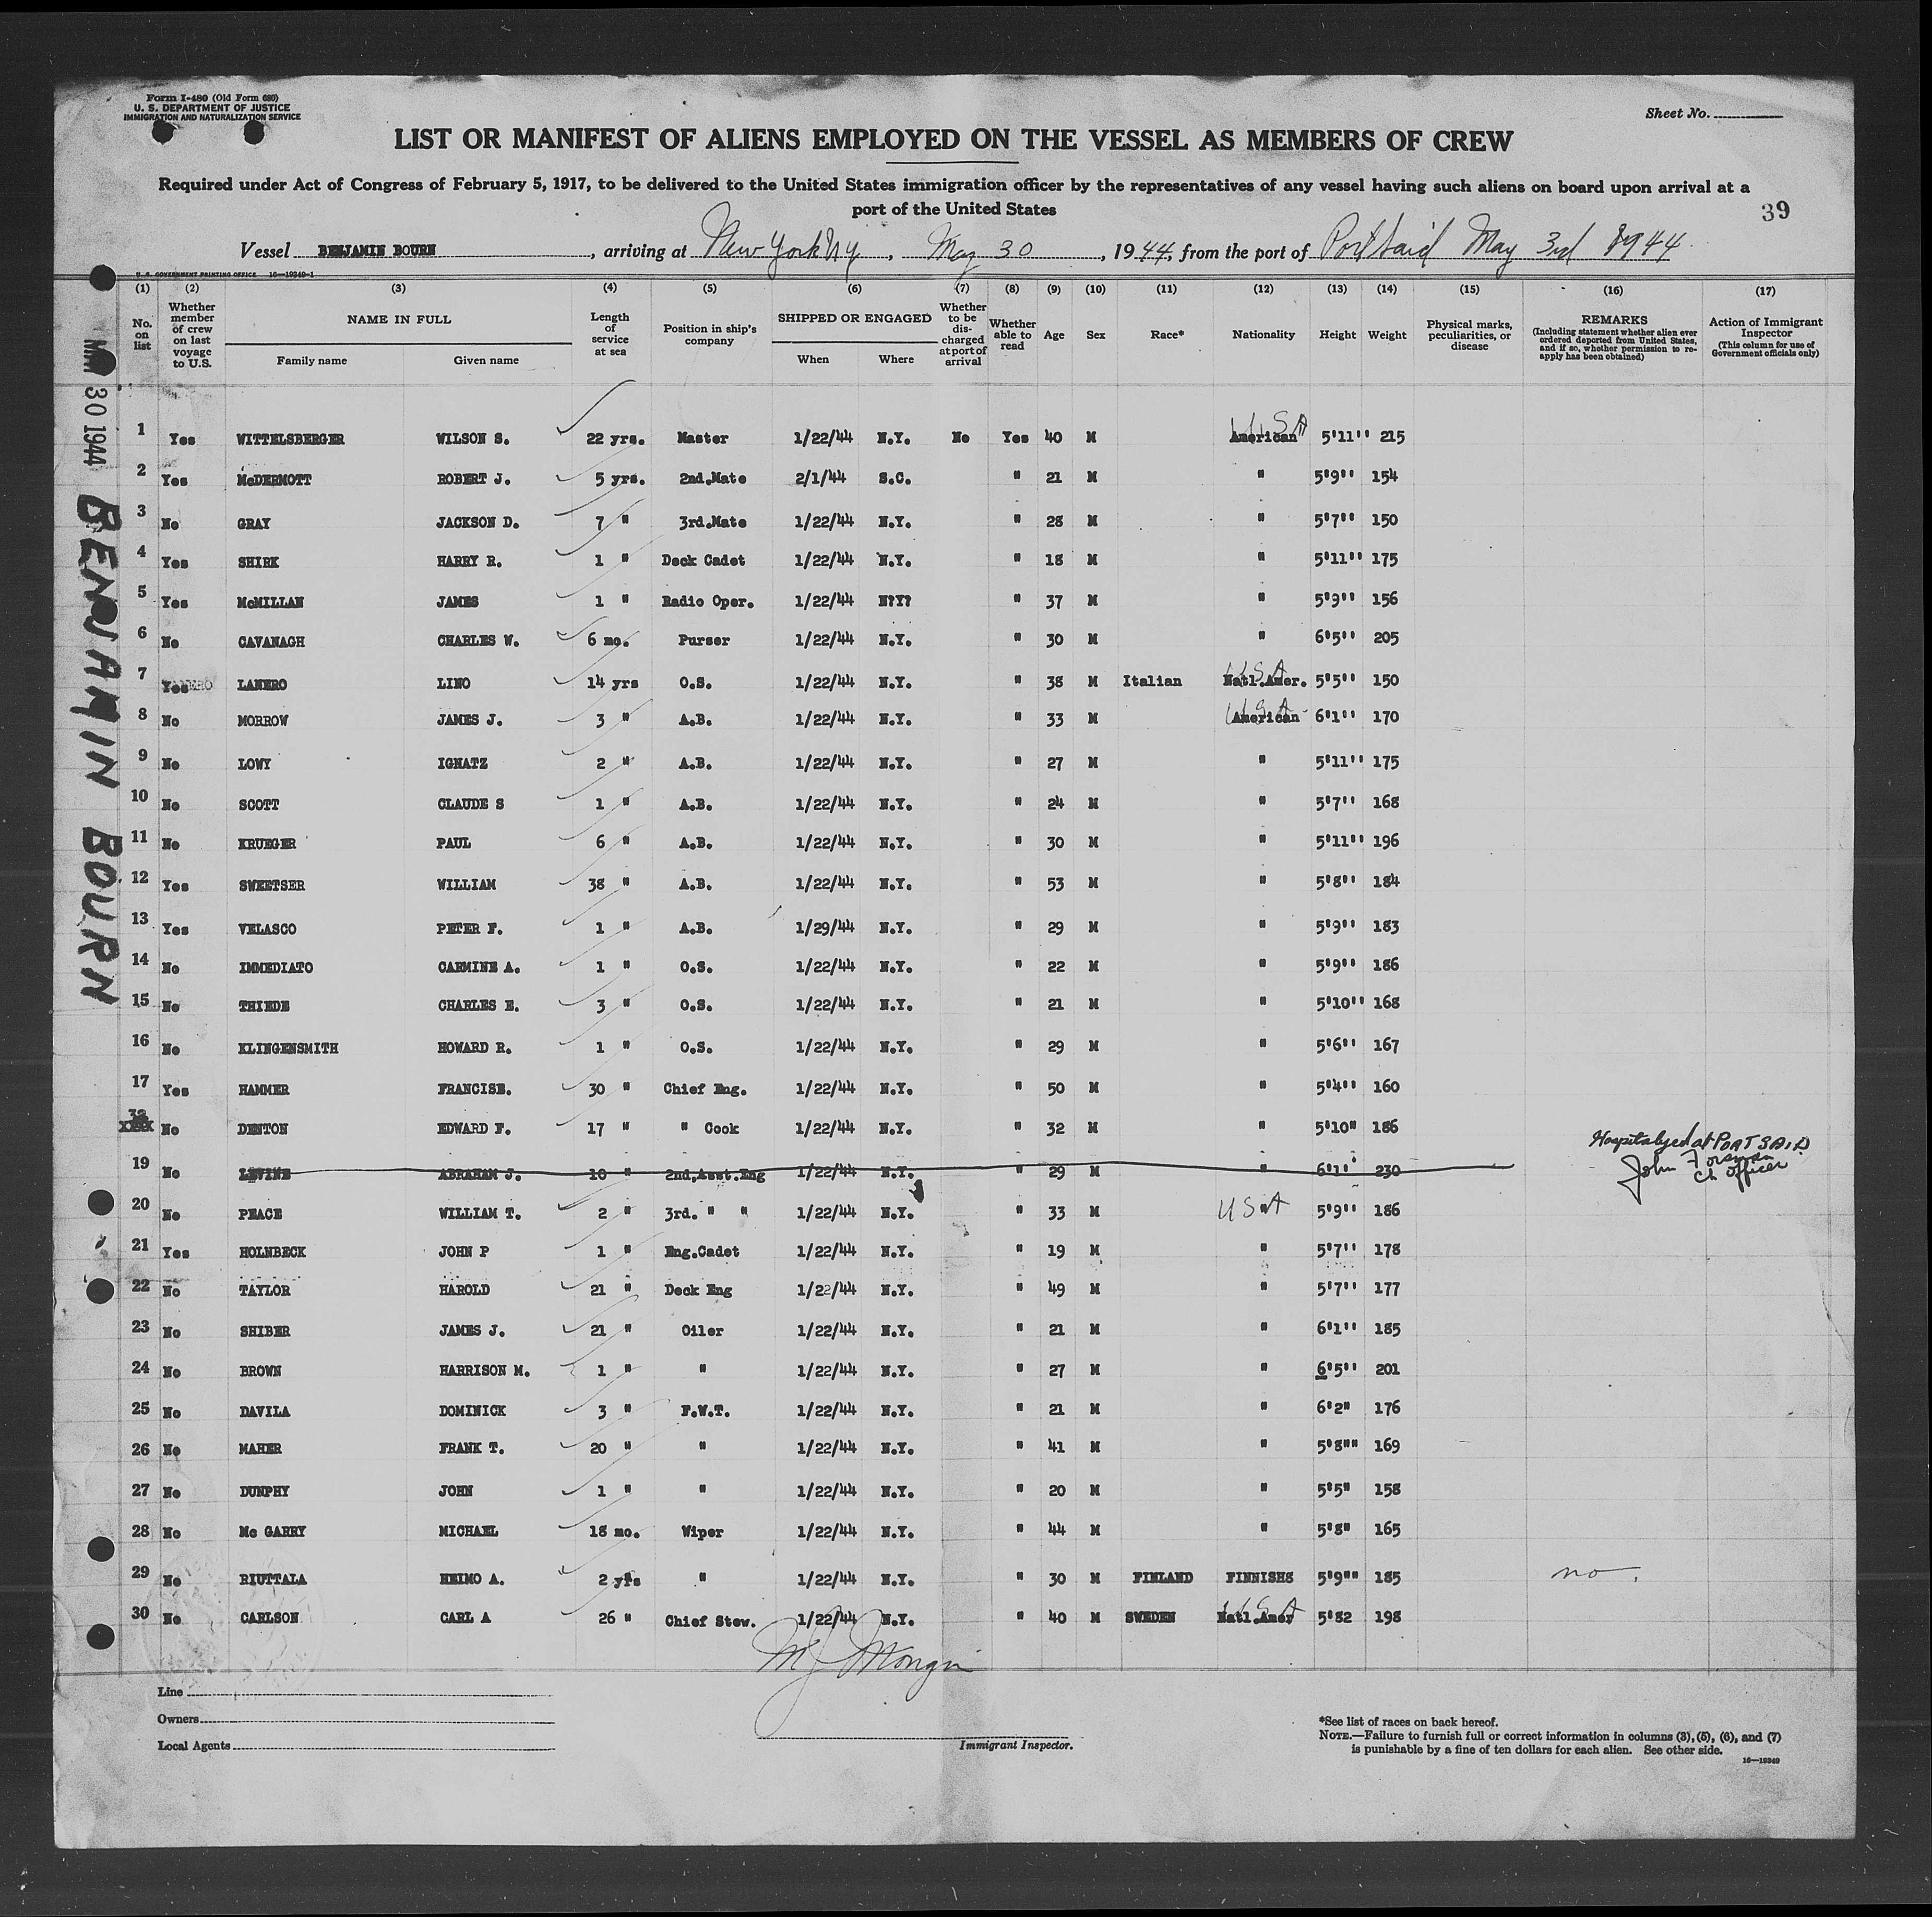 Form I-480 (Old Form 680)
U. S. DEPARTMENT OF JUSTICE
IMMIGRATION AND NATURALIZATION SERVICE
Sheet No.
LIST OR MANIFEST OF ALIENS EMPLOYED ON THE VESSEL AS MEMBERS OF CREW
Required under Act of Congress of February 5, 1917, to be delivered to the United States immigration officer by the representatives of any vessel having such aliens on board upon arrival at a
port of the United States
39
Vessel BENJAMIN BOURN, arriving at New York NY, May 30, 1944, from the port of Port Said May 3rd 1944
U. S. GOVERNMENT PRINTING OFFICE 16—19349-1
(1) (2) (3) (4) (5) (6) (7) (8) (9) (10) (11) (12) (13) (14) (15) (16) (17)
No. on list
Whether member of crew on last voyage to U.S.
NAME IN FULL
Family name Given name
Length of service at sea
Position in ship's company
SHIPPED OR ENGAGED
When Where
Whether to be discharged at port of arrival
Whether able to read
Age
Sex
Race*
Nationality
Height
Weight
Physical marks, peculiarities, or disease
REMARKS
(Including statement whether alien ever ordered deported from United States, and if so, whether permission to reapply has been obtained)
Action of Immigrant Inspector
(This column for use of Government officials only)
30 1944 BENJAMIN BOURN
1 Yes WITTELSBERGER WILSON S. 22 yrs. Master 1/22/44 N.Y. No Yes 40 M American USA 5'11'' 215
2 Yes McDERMOTT ROBERT J. 5 yrs. 2nd.Mate 2/1/44 S.C. " 21 M " 5'9'' 154
3 No GRAY JACKSON D. 7 " 3rd.Mate 1/22/44 N.Y. " 28 M " 5'7'' 150
4 Yes SHIRK HARRY R. 1 " Deck Cadet 1/22/44 N.Y. " 18 M " 5'11'' 175
5 Yes McMILLAN JAMES 1 " Radio Oper. 1/22/44 N?Y? " 37 M " 5'9'' 156
6 No CAVANAGH CHARLES W. 6 mo. Purser 1/22/44 N.Y. " 30 M " 6'5'' 205
7 Yes LANERO LINO 14 yrs O.S. 1/22/44 N.Y. " 38 M Italian Natl.Amer. USA 5'5'' 150
8 No MORROW JAMES J. 3 " A.B. 1/22/44 N.Y. " 33 M American USA 6'1'' 170
9 No LOWY IGNATZ 2 " A.B. 1/22/44 N.Y. " 27 M " 5'11'' 175
10 No SCOTT CLAUDE S 1 " A.B. 1/22/44 N.Y. " 24 M " 5'7'' 168
11 No KRUEGER PAUL 6 " A.B. 1/22/44 N.Y. " 30 M " 5'11'' 196
12 Yes SWEETSER WILLIAM 38 " A.B. 1/22/44 N.Y. " 53 M " 5'8'' 184
13 Yes VELASCO PETER F. 1 " A.B. 1/29/44 N.Y. " 29 M " 5'9'' 183
14 No IMMEDIATO CARMINE A. 1 " O.S. 1/22/44 N.Y. " 22 M " 5'9'' 186
15 No THIEDE CHARLES E. 3 " O.S. 1/22/44 N.Y. " 21 M " 5'10'' 168
16 No KLINGENSMITH HOWARD R. 1 " O.S. 1/22/44 N.Y. " 29 M " 5'6'' 167
17 Yes HAMMER FRANCISE. 30 " Chief Eng. 1/22/44 N.Y. " 50 M " 5'4'' 160
38 No DENTON EDWARD F. 17 " " Cook 1/22/44 N.Y. " 32 M " 5'10" 186
19 No LEVINE ABRAHAM J. 10 " 2nd.Asst.Eng 1/22/44 N.Y. " 29 M " 6'1'' 230 Hospitalyed at PORT SAID John Forsman Ch officer
20 No PEACE WILLIAM T. 2 " 3rd. " " 1/22/44 N.Y. " 33 M USA 5'9'' 186
21 Yes HOLNBECK JOHN P 1 " Eng.Cadet 1/22/44 N.Y. " 19 M " 5'7'' 178
22 No TAYLOR HAROLD 21 " Deck Eng 1/22/44 N.Y. " 49 M " 5'7'' 177
23 No SHIBER JAMES J. 21 " Oiler 1/22/44 N.Y. " 21 M " 6'1'' 185
24 No BROWN HARRISON M. 1 " " 1/22/44 N.Y. " 27 M " 6'5'' 201
25 No DAVILA DOMINICK 3 " F.W.T. 1/22/44 N.Y. " 21 M " 6'2" 176
26 No MAHER FRANK T. 20 " " 1/22/44 N.Y. " 41 M " 5'8"" 169
27 No DUNPHY JOHN 1 " " 1/22/44 N.Y. " 20 M " 5'5" 158
28 No Mc GARRY MICHAEL 18 mo. Wiper 1/22/44 N.Y. " 44 M " 5'8" 165
29 No RIUTTALA HEIMO A. 2 yrs " 1/22/44 N.Y. " 30 M FINLAND FINNISHS 5'9"" 185 no.
30 No CARLSON CARL A 26 " Chief Stew. 1/22/44 N.Y. " 40 M SWEDEN Natl.Amer USA 5'82 198
Line
Owners
Local Agents
Immigrant Inspector.
*See list of races on back hereof.
NOTE.—Failure to furnish full or correct information in columns (3), (5), (6), and (7)
is punishable by a fine of ten dollars for each alien. See other side.
16—19349